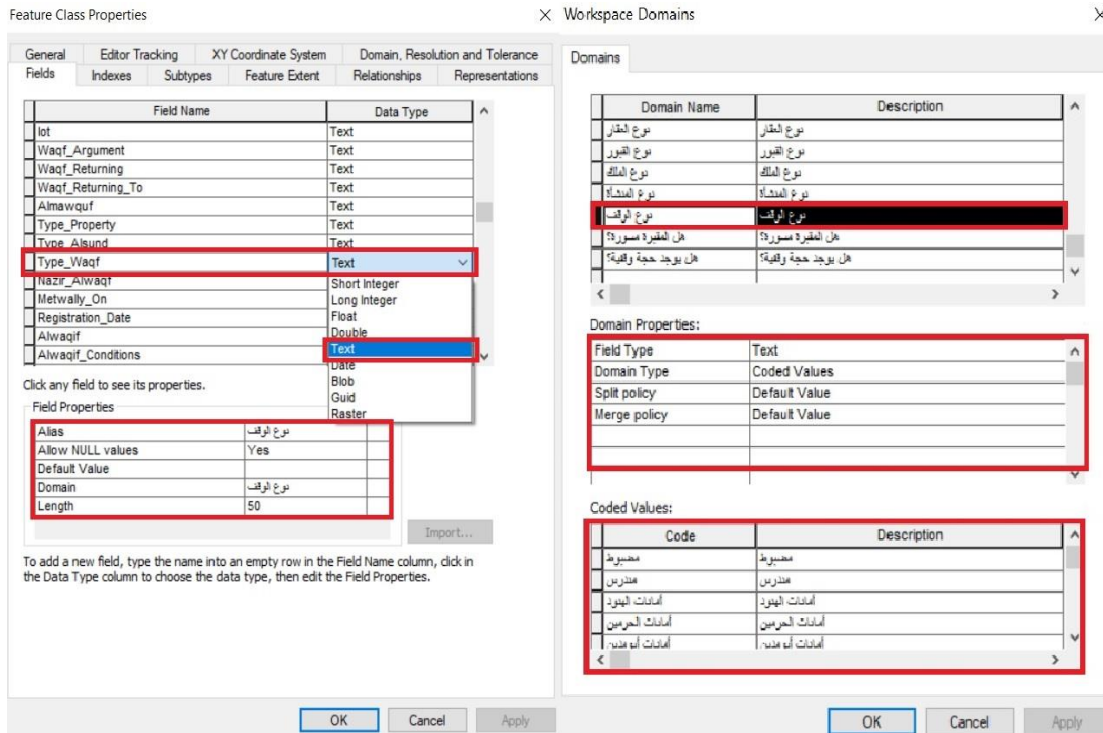 Feature Class Properties
General Editor Tracking XY Coordinate System Domain, Resolution and Tolerance
Fields Indexes Subtypes Feature Extent Relationships Representations
Field Name Data Type
lot Text
Waqf_Argument Text
Waqf_Returning Text
Waqf_Returning_To Text
Almawquf Text
Type_Property Text
Type_Alsund Text
Type_Waqf Text
Nazir_Alwaqf Short Integer
Metwally_On Long Integer
Registration_Date Float
Alwaqif Double
Alwaqif_Conditions Text
Date
Blob
Guid
Raster
Click any field to see its properties.
Field Properties
Alias نوع الوقف
Allow NULL values Yes
Default Value
Domain نوع الوقف
Length 50
Import...
To add a new field, type the name into an empty row in the Field Name column, click in
the Data Type column to choose the data type, then edit the Field Properties.
OK Cancel Apply
Workspace Domains
Domains
Domain Name Description
نوع العقار نوع العقار
نوع القبور نوع القبور
نوع الملك نوع الملك
نوع المنشأة نوع المنشأة
نوع الوقف نوع الوقف
هل المقبرة مسورة؟ هل المقبرة مسورة؟
هل يوجد حجة وقفية؟ هل يوجد حجة وقفية؟
Domain Properties:
Field Type Text
Domain Type Coded Values
Split policy Default Value
Merge policy Default Value
Coded Values:
Code Description
مضبوط مضبوط
مندرس مندرس
أمانات الهنود أمانات الهنود
أمانات الحرمين أمانات الحرمين
أمانات أبو مدين أمانات أبو مدين
OK Cancel Apply